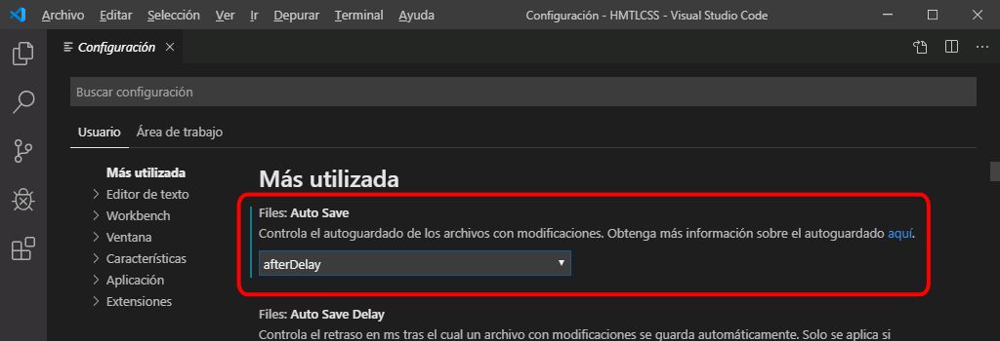 Archivo Editar Selección Ver Ir Depurar Terminal Ayuda Configuración - HMTLCSS - Visual Studio Code
Configuración
Buscar configuración
Usuario Área de trabajo
Más utilizada
Editor de texto
Workbench
Ventana
Características
Aplicación
Extensiones
Más utilizada
Files: Auto Save
Controla el autoguardado de los archivos con modificaciones. Obtenga más información sobre el autoguardado aquí.
afterDelay
Files: Auto Save Delay
Controla el retraso en ms tras el cual un archivo con modificaciones se guarda automáticamente. Solo se aplica si